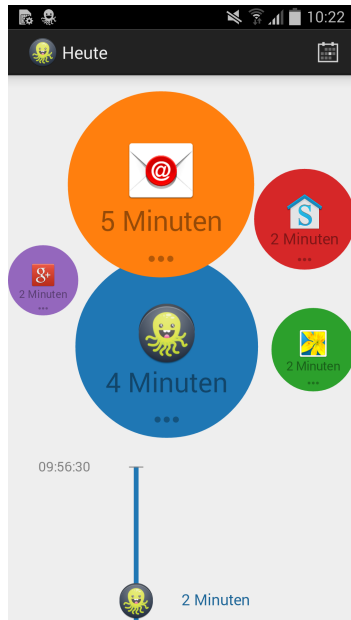 10:22
Heute
@
5 Minuten
S
2 Minuten
g+
2 Minuten
4 Minuten
2 Minuten
09:56:30
2 Minuten